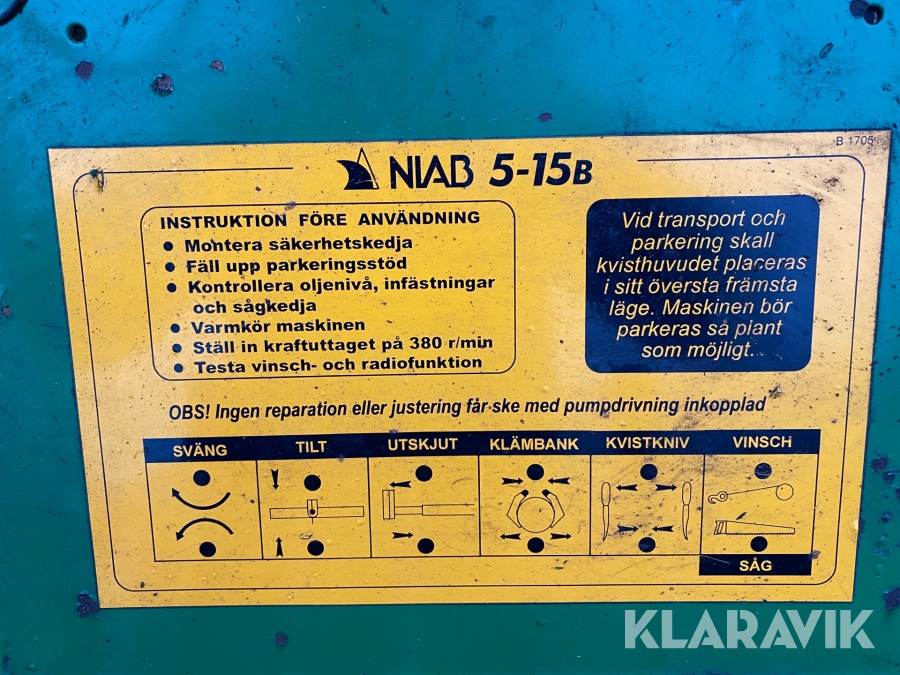 B 1705
NIAB 5-15B
INSTRUKTION FÖRE ANVÄNDNING
● Montera säkerhetskedja
● Fäll upp parkeringsstöd
● Kontrollera oljenivå, infästningar
och sågkedja
● Varmkör maskinen
● Ställ in kraftuttaget på 380 r/min
● Testa vinsch- och radiofunktion
Vid transport och
parkering skall
kvisthuvudet placeras
i sitt översta främsta
läge. Maskinen bör
parkeras så plant
som möjligt.
OBS! Ingen reparation eller justering får ske med pumpdrivning inkopplad
SVÄNG TILT UTSKJUT KLÄMBANK KVISTKNIV VINSCH
SÅG
KLARAVIK